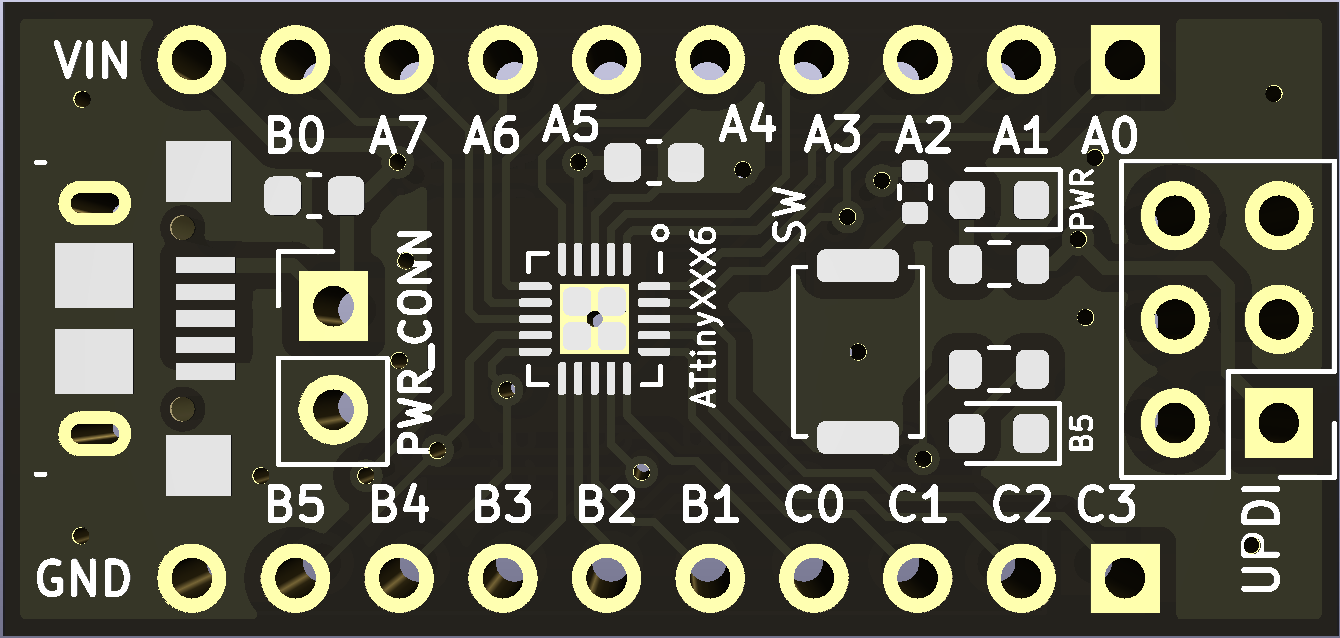 VIN
B0 A7 A6 A5 A4 A3 A2 A1 A0
PWR
SW
PWR_CONN
ATtinyXXX6
B5
B5 B4 B3 B2 B1 C0 C1 C2 C3
GND
UPDI